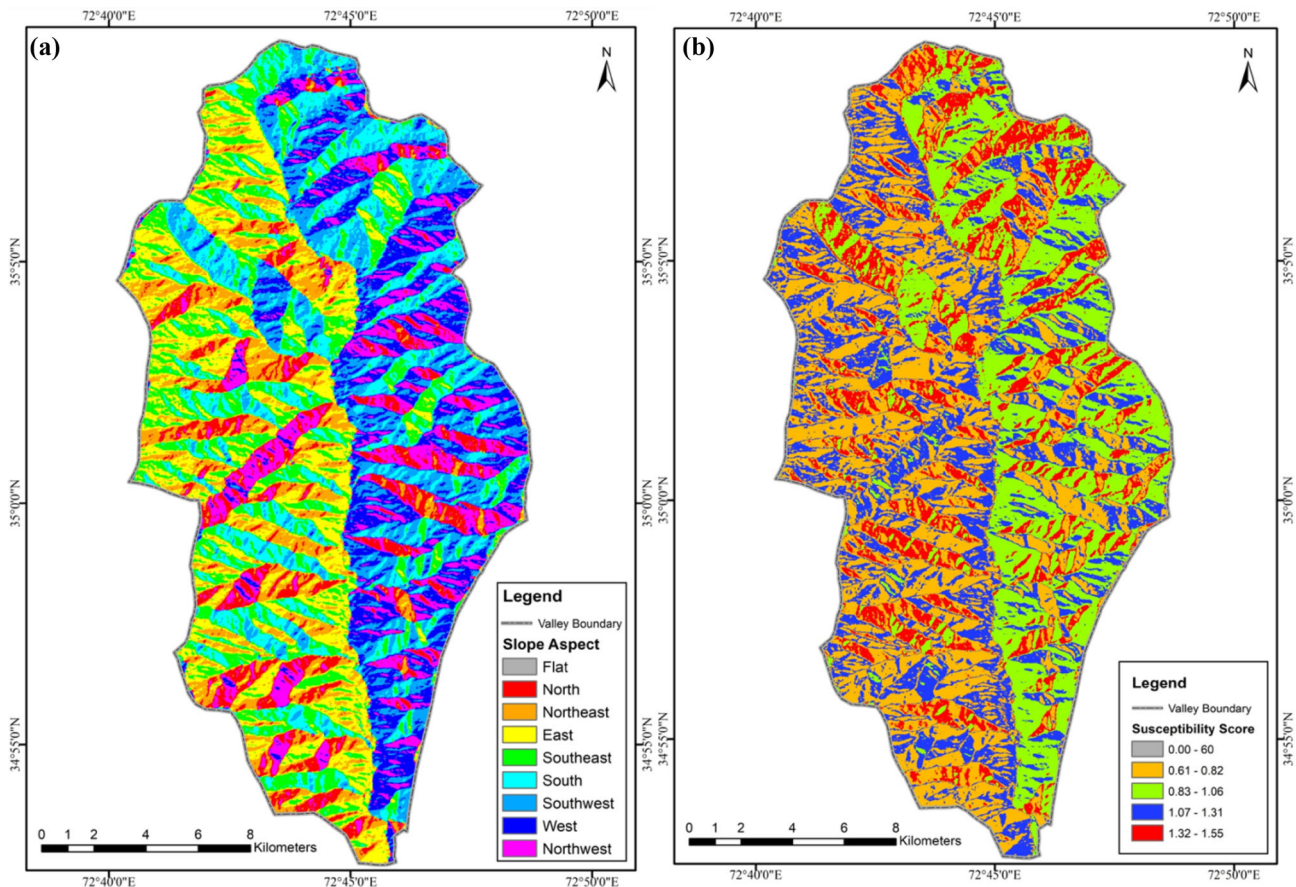 72°40'0"E 72°45'0"E 72°50'0"E
(a)
N
35°5'0"N
35°0'0"N
34°55'0"N
35°5'0"N
35°0'0"N
34°55'0"N
Legend
Valley Boundary
Slope Aspect
Flat
North
Northeast
East
Southeast
South
Southwest
West
Northwest
0 1 2 4 6 8
Kilometers
72°40'0"E 72°45'0"E 72°50'0"E
72°40'0"E 72°45'0"E 72°50'0"E
(b)
N
35°5'0"N
35°0'0"N
34°55'0"N
35°5'0"N
35°0'0"N
34°55'0"N
Legend
Valley Boundary
Susceptibility Score
0.00 - 60
0.61 - 0.82
0.83 - 1.06
1.07 - 1.31
1.32 - 1.55
0 1 2 4 6 8
Kilometers
72°40'0"E 72°45'0"E 72°50'0"E